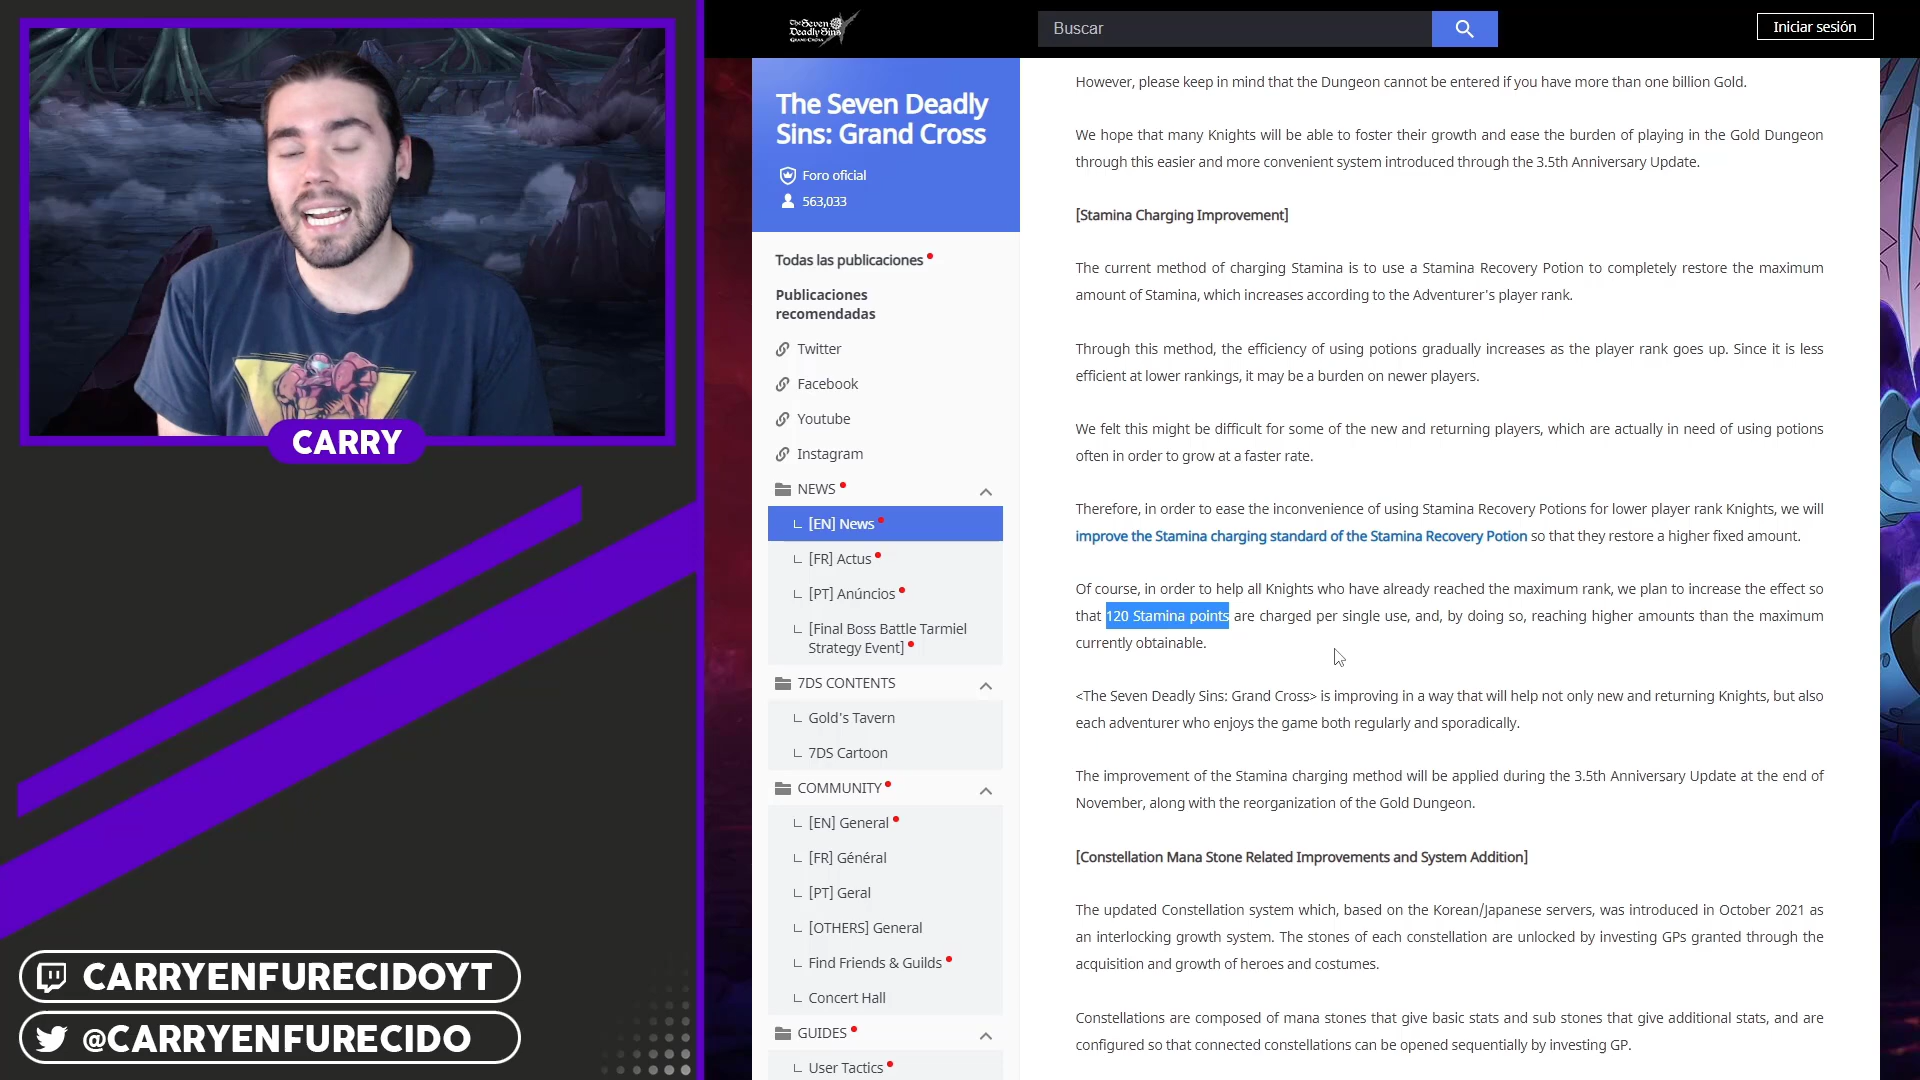 CARRY
CARRYENFURECIDOYT
@CARRYENFURECIDO
The Seven
Deadly Sins
GRAND CROSS
Buscar
Iniciar sesión
The Seven Deadly
Sins: Grand Cross
Foro oficial
563,033
Todas las publicaciones
Publicaciones
recomendadas
Twitter
Facebook
Youtube
Instagram
NEWS
[EN] News
[FR] Actus
[PT] Anúncios
[Final Boss Battle Tarmiel
Strategy Event]
7DS CONTENTS
Gold's Tavern
7DS Cartoon
COMMUNITY
[EN] General
[FR] Général
[PT] Geral
[OTHERS] General
Find Friends & Guilds
Concert Hall
GUIDES
User Tactics
However, please keep in mind that the Dungeon cannot be entered if you have more than one billion Gold.
We hope that many Knights will be able to foster their growth and ease the burden of playing in the Gold Dungeon
through this easier and more convenient system introduced through the 3.5th Anniversary Update.
[Stamina Charging Improvement]
The current method of charging Stamina is to use a Stamina Recovery Potion to completely restore the maximum
amount of Stamina, which increases according to the Adventurer's player rank.
Through this method, the efficiency of using potions gradually increases as the player rank goes up. Since it is less
efficient at lower rankings, it may be a burden on newer players.
We felt this might be difficult for some of the new and returning players, which are actually in need of using potions
often in order to grow at a faster rate.
Therefore, in order to ease the inconvenience of using Stamina Recovery Potions for lower player rank Knights, we will
improve the Stamina charging standard of the Stamina Recovery Potion so that they restore a higher fixed amount.
Of course, in order to help all Knights who have already reached the maximum rank, we plan to increase the effect so
that 120 Stamina points are charged per single use, and, by doing so, reaching higher amounts than the maximum
currently obtainable.
<The Seven Deadly Sins: Grand Cross> is improving in a way that will help not only new and returning Knights, but also
each adventurer who enjoys the game both regularly and sporadically.
The improvement of the Stamina charging method will be applied during the 3.5th Anniversary Update at the end of
November, along with the reorganization of the Gold Dungeon.
[Constellation Mana Stone Related Improvements and System Addition]
The updated Constellation system which, based on the Korean/Japanese servers, was introduced in October 2021 as
an interlocking growth system. The stones of each constellation are unlocked by investing GPs granted through the
acquisition and growth of heroes and costumes.
Constellations are composed of mana stones that give basic stats and sub stones that give additional stats, and are
configured so that connected constellations can be opened sequentially by investing GP.